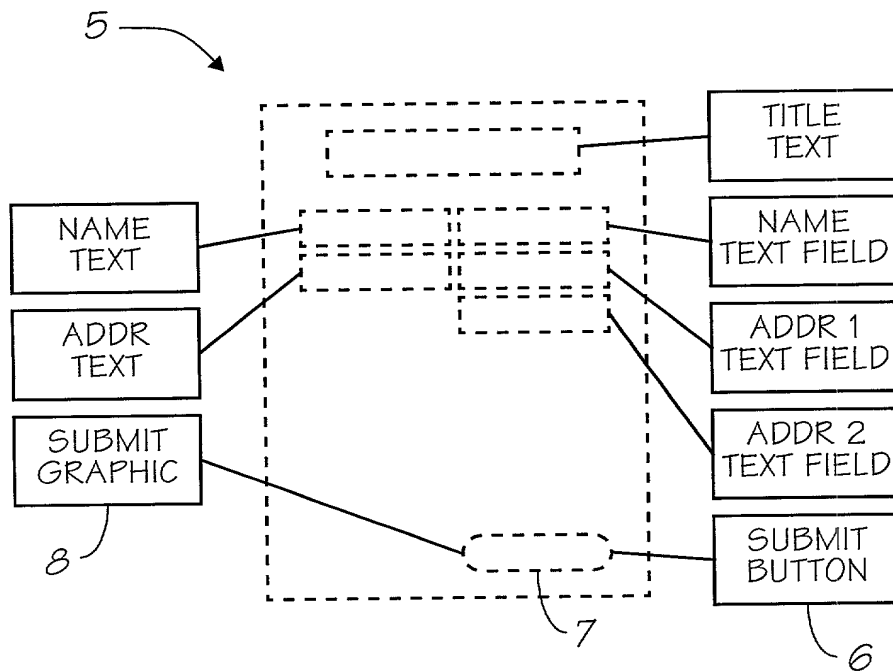 5
TITLE
TEXT
NAME
TEXT
NAME
TEXT FIELD
ADDR
TEXT
ADDR 1
TEXT FIELD
SUBMIT
GRAPHIC
ADDR 2
TEXT FIELD
SUBMIT
BUTTON
8
7
6